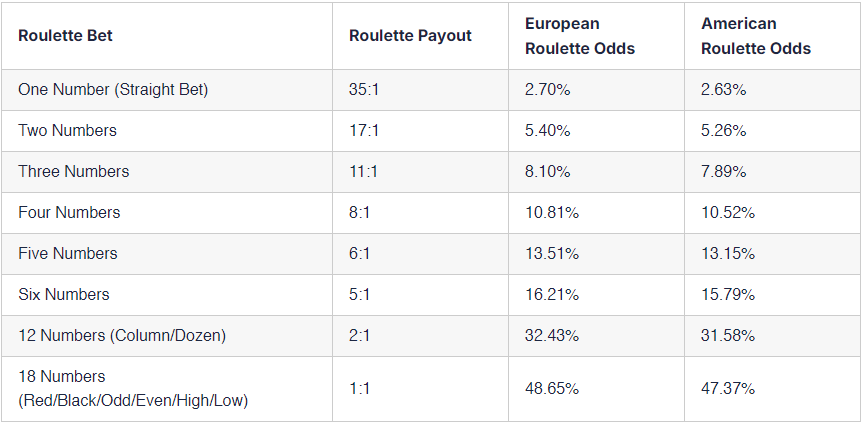 Roulette Bet Roulette Payout European Roulette Odds American Roulette Odds
One Number (Straight Bet) 35:1 2.70% 2.63%
Two Numbers 17:1 5.40% 5.26%
Three Numbers 11:1 8.10% 7.89%
Four Numbers 8:1 10.81% 10.52%
Five Numbers 6:1 13.51% 13.15%
Six Numbers 5:1 16.21% 15.79%
12 Numbers (Column/Dozen) 2:1 32.43% 31.58%
18 Numbers (Red/Black/Odd/Even/High/Low) 1:1 48.65% 47.37%